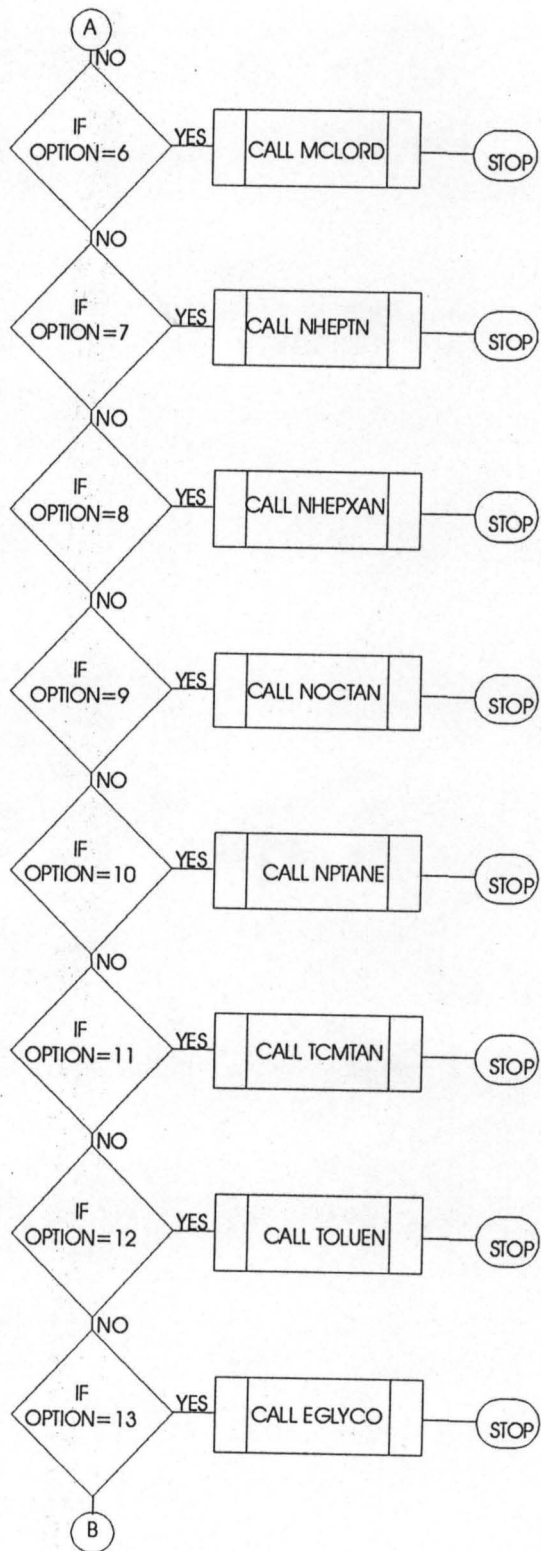 A
NO
IF
OPTION=6
YES
CALL MCLORD
STOP
NO
IF
OPTION=7
YES
CALL NHEPTN
STOP
NO
IF
OPTION=8
YES
CALL NHEPXAN
STOP
NO
IF
OPTION=9
YES
CALL NOCTAN
STOP
NO
IF
OPTION=10
YES
CALL NPTANE
STOP
NO
IF
OPTION=11
YES
CALL TCMTAN
STOP
NO
IF
OPTION=12
YES
CALL TOLUEN
STOP
NO
IF
OPTION=13
YES
CALL EGLYCO
STOP
B